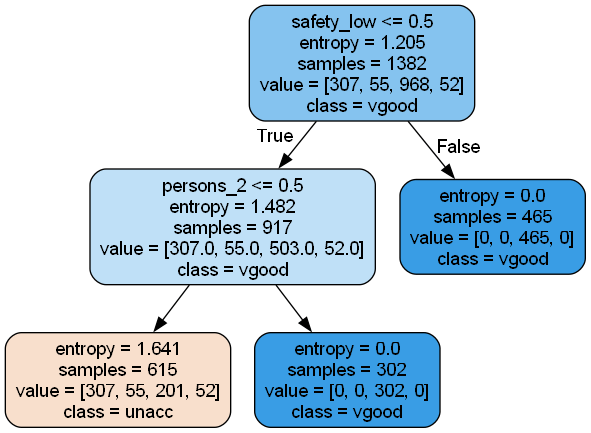 safety_low <= 0.5
entropy = 1.205
samples = 1382
value = [307, 55, 968, 52]
class = vgood
True
False
persons_2 <= 0.5
entropy = 1.482
samples = 917
value = [307.0, 55.0, 503.0, 52.0]
class = vgood
entropy = 0.0
samples = 465
value = [0, 0, 465, 0]
class = vgood
entropy = 1.641
samples = 615
value = [307, 55, 201, 52]
class = unacc
entropy = 0.0
samples = 302
value = [0, 0, 302, 0]
class = vgood